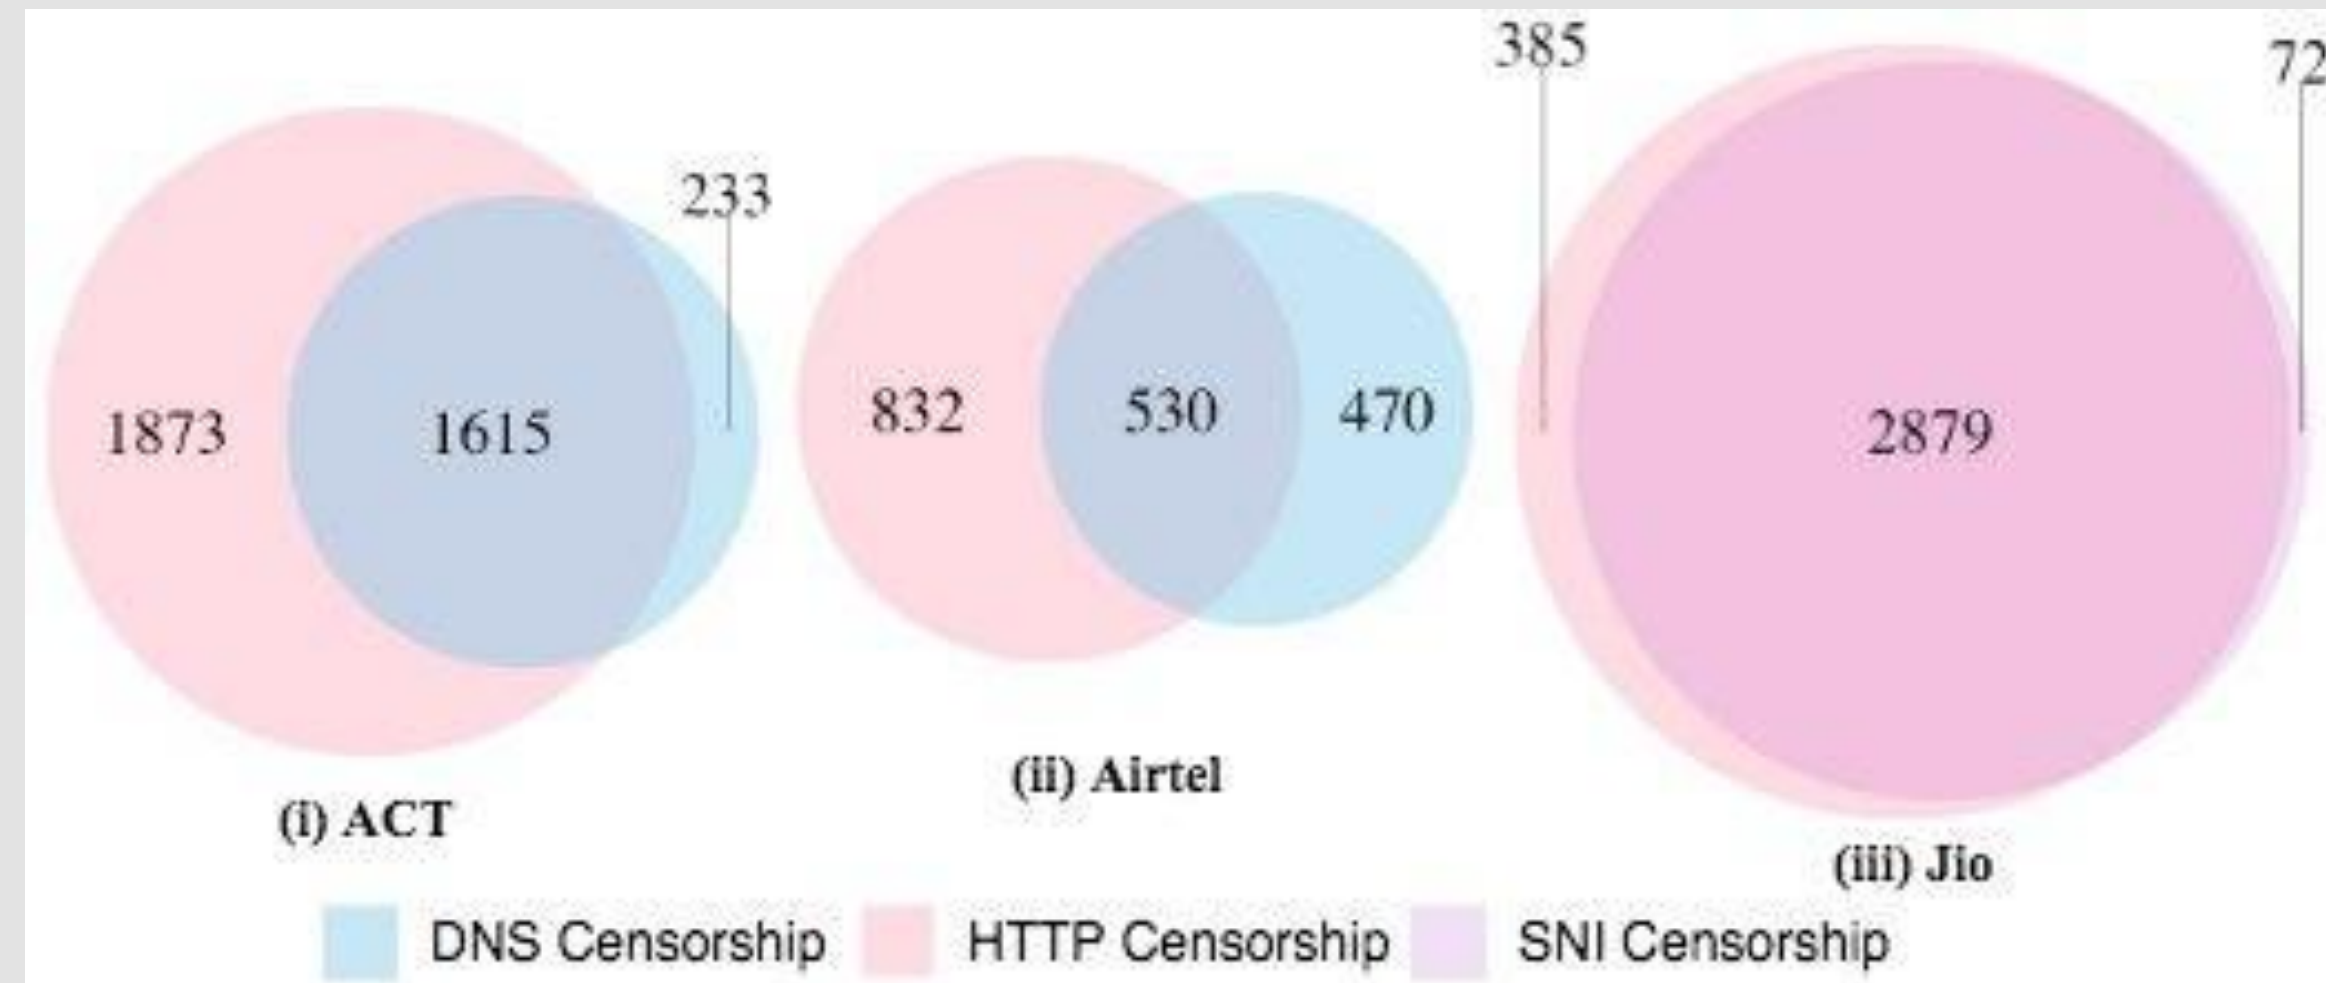 385
72
233
1873
1615
832
530
470
2879
(i) ACT
(ii) Airtel
(iii) Jio
DNS Censorship HTTP Censorship SNI Censorship